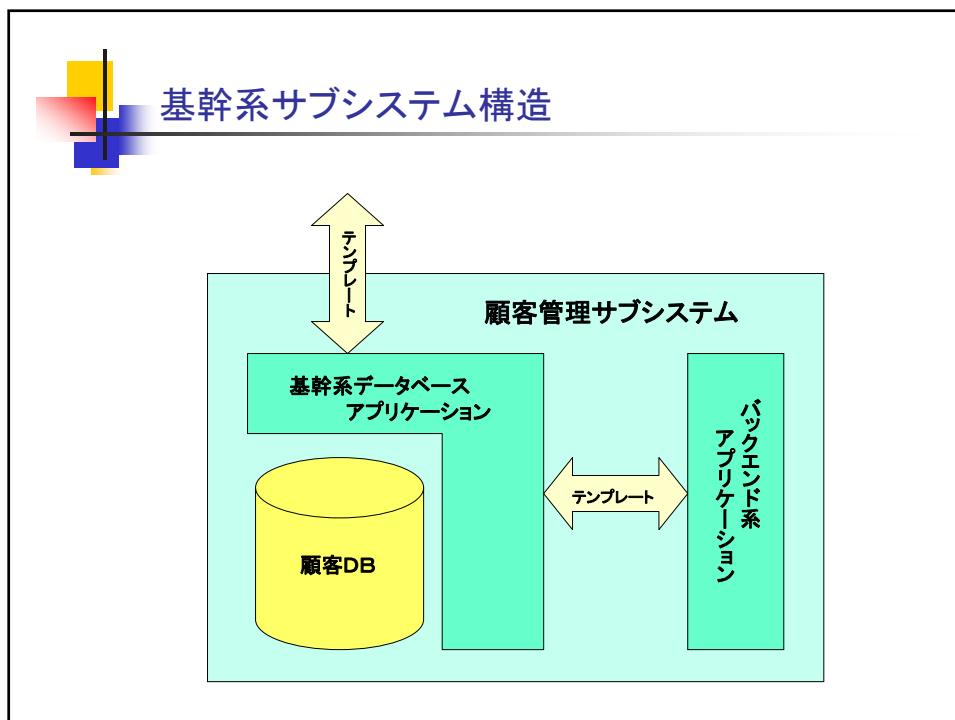 基幹系サブシステム構造
テンプレート
顧客管理サブシステム
基幹系データベース
アプリケーション
顧客DB
テンプレート
バックエンド系
アプリケーション